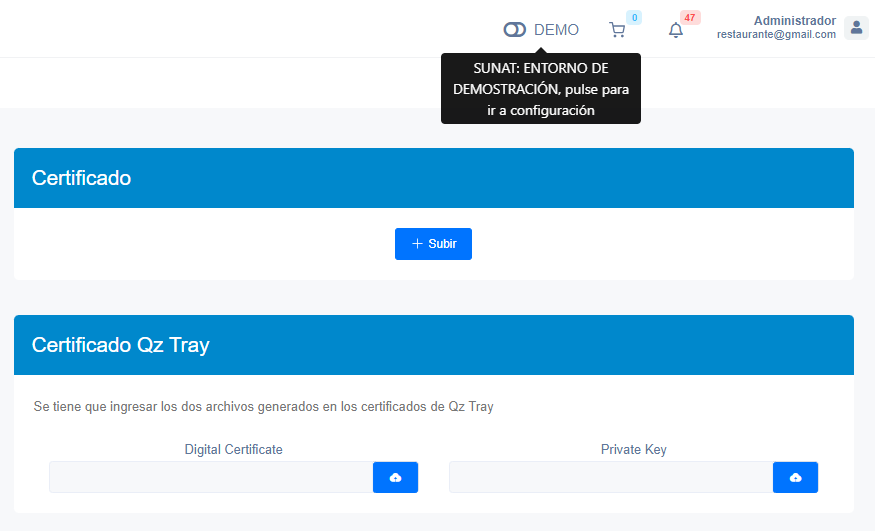 DEMO
0
47
Administrador
restaurante@gmail.com
SUNAT: ENTORNO DE
DEMOSTRACIÓN, pulse para
ir a configuración
Certificado
+ Subir
Certificado Qz Tray
Se tiene que ingresar los dos archivos generados en los certificados de Qz Tray
Digital Certificate
Private Key